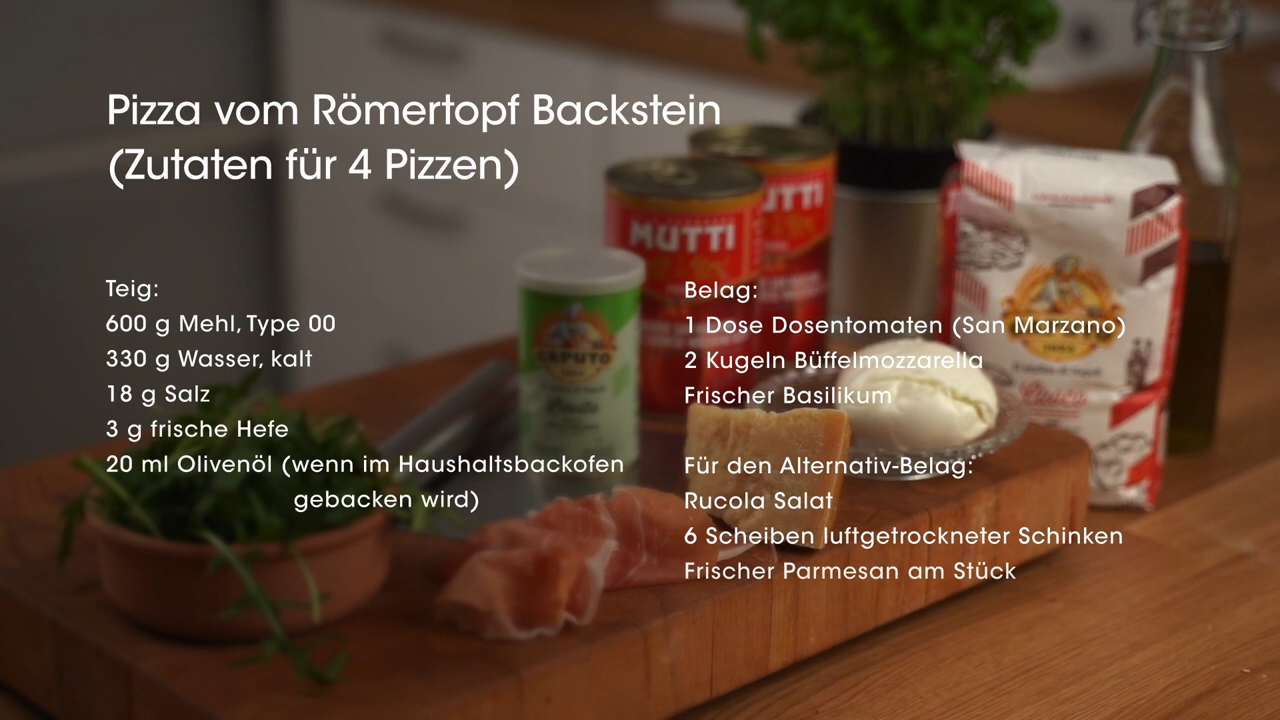 Pizza vom Römertopf Backstein
(Zutaten für 4 Pizzen)
Teig:
600 g Mehl, Type 00
330 g Wasser, kalt
18 g Salz
3 g frische Hefe
20 ml Olivenöl (wenn im Haushaltsbackofen
gebacken wird)
Belag:
1 Dose Dosentomaten (San Marzano)
2 Kugeln Büffelmozzarella
Frischer Basilikum
Für den Alternativ-Belag:
Rucola Salat
6 Scheiben luftgetrockneter Schinken
Frischer Parmesan am Stück
MUTTI
UTTI
CAPUTO